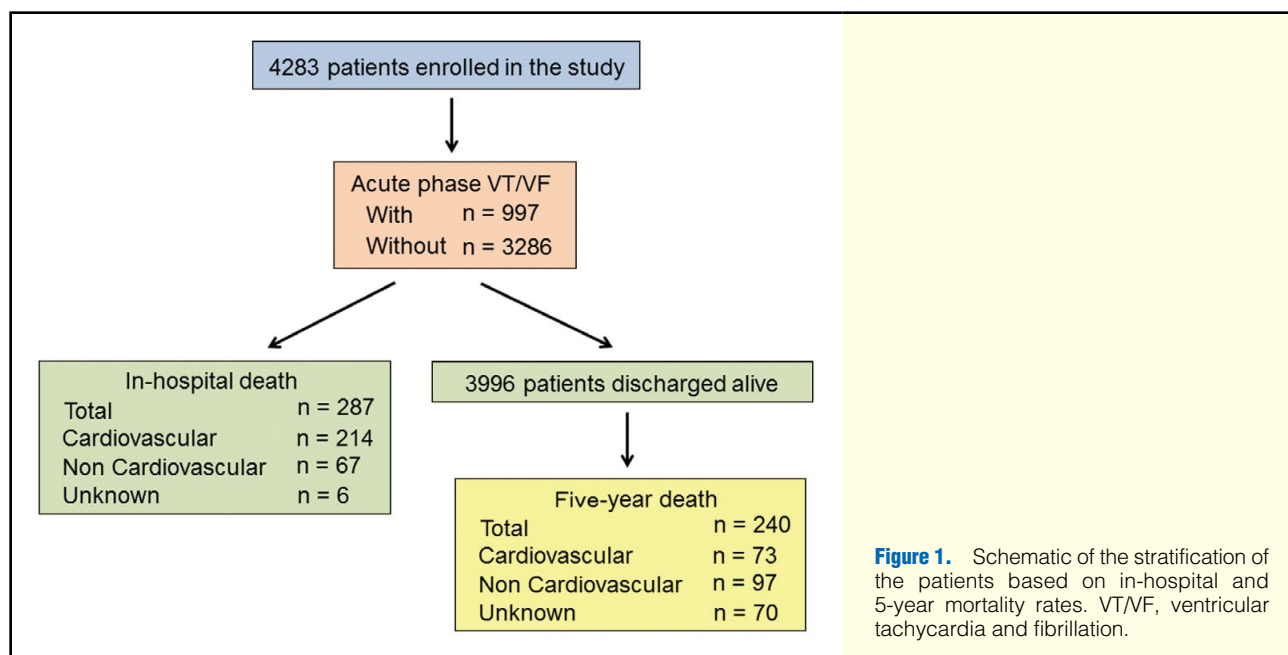 4283 patients enrolled in the study
Acute phase VT/VF
With n = 997
Without n = 3286
In-hospital death
Total n = 287
Cardiovascular n = 214
Non Cardiovascular n = 67
Unknown n = 6
3996 patients discharged alive
Five-year death
Total n = 240
Cardiovascular n = 73
Non Cardiovascular n = 97
Unknown n = 70
Figure 1. Schematic of the stratification of
the patients based on in-hospital and
5-year mortality rates. VT/VF, ventricular
tachycardia and fibrillation.